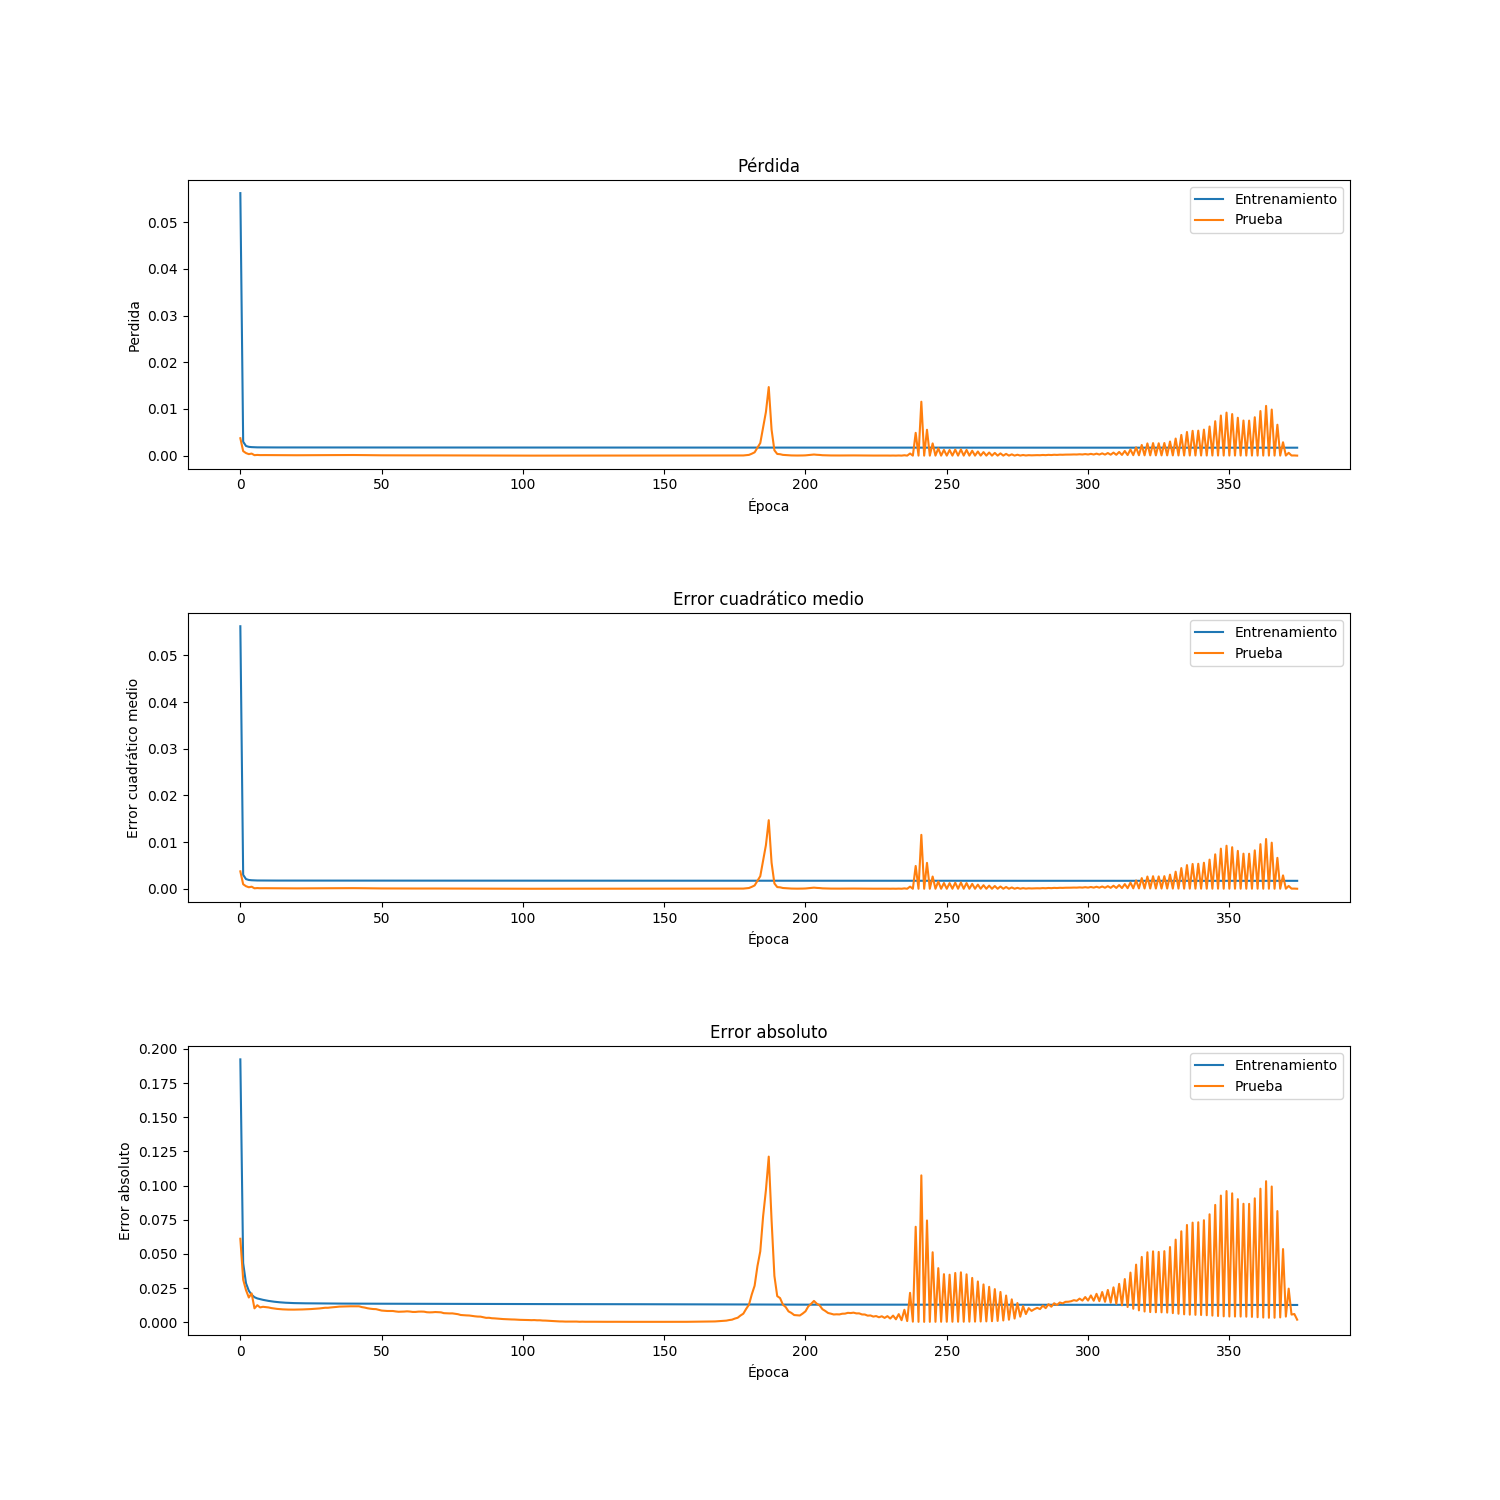 Pérdida
Entrenamiento
Prueba
0.05
0.04
0.03
0.02
0.01
0.00
Perdida
0 50 100 150 200 250 300 350
Época
Error cuadrático medio
Entrenamiento
Prueba
0.05
0.04
0.03
0.02
0.01
0.00
Error cuadrático medio
0 50 100 150 200 250 300 350
Época
Error absoluto
Entrenamiento
Prueba
0.200
0.175
0.150
0.125
0.100
0.075
0.050
0.025
0.000
Error absoluto
0 50 100 150 200 250 300 350
Época